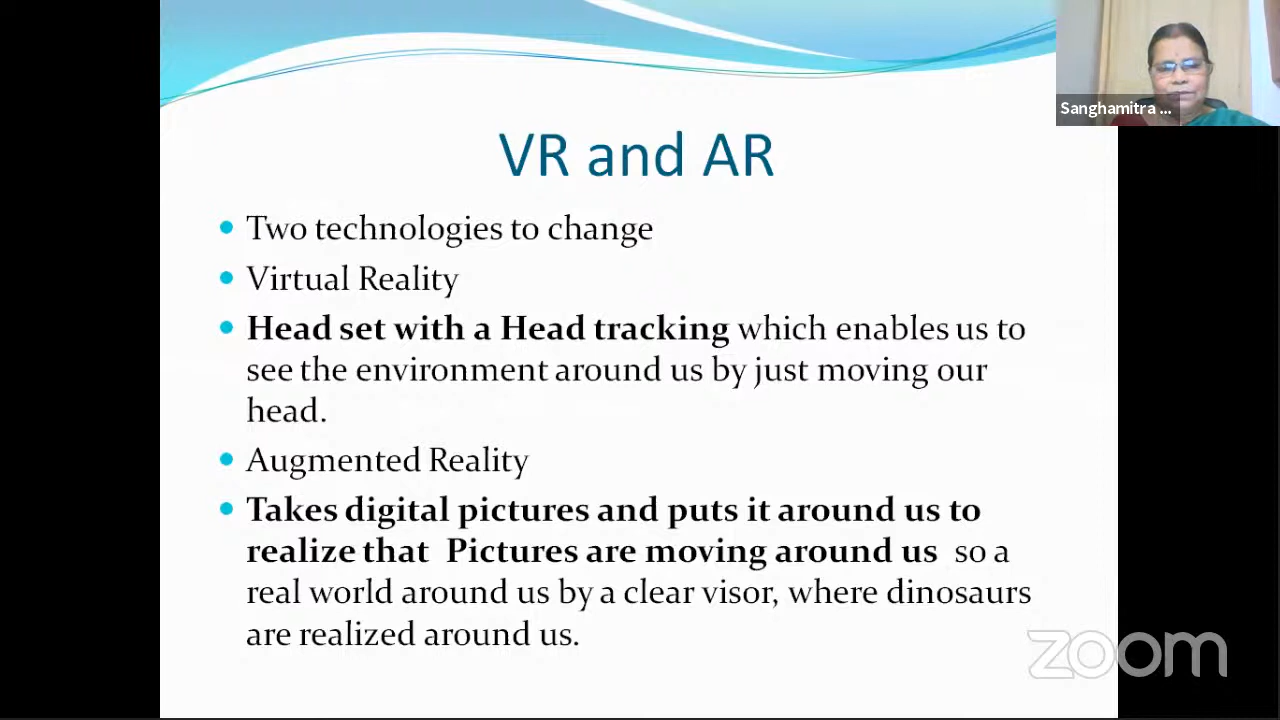 Sanghamitra ...
VR and AR
Two technologies to change
Virtual Reality
Head set with a Head tracking which enables us to
see the environment around us by just moving our
head.
Augmented Reality
Takes digital pictures and puts it around us to
realize that Pictures are moving around us so a
real world around us by a clear visor, where dinosaurs
are realized around us.
zoom